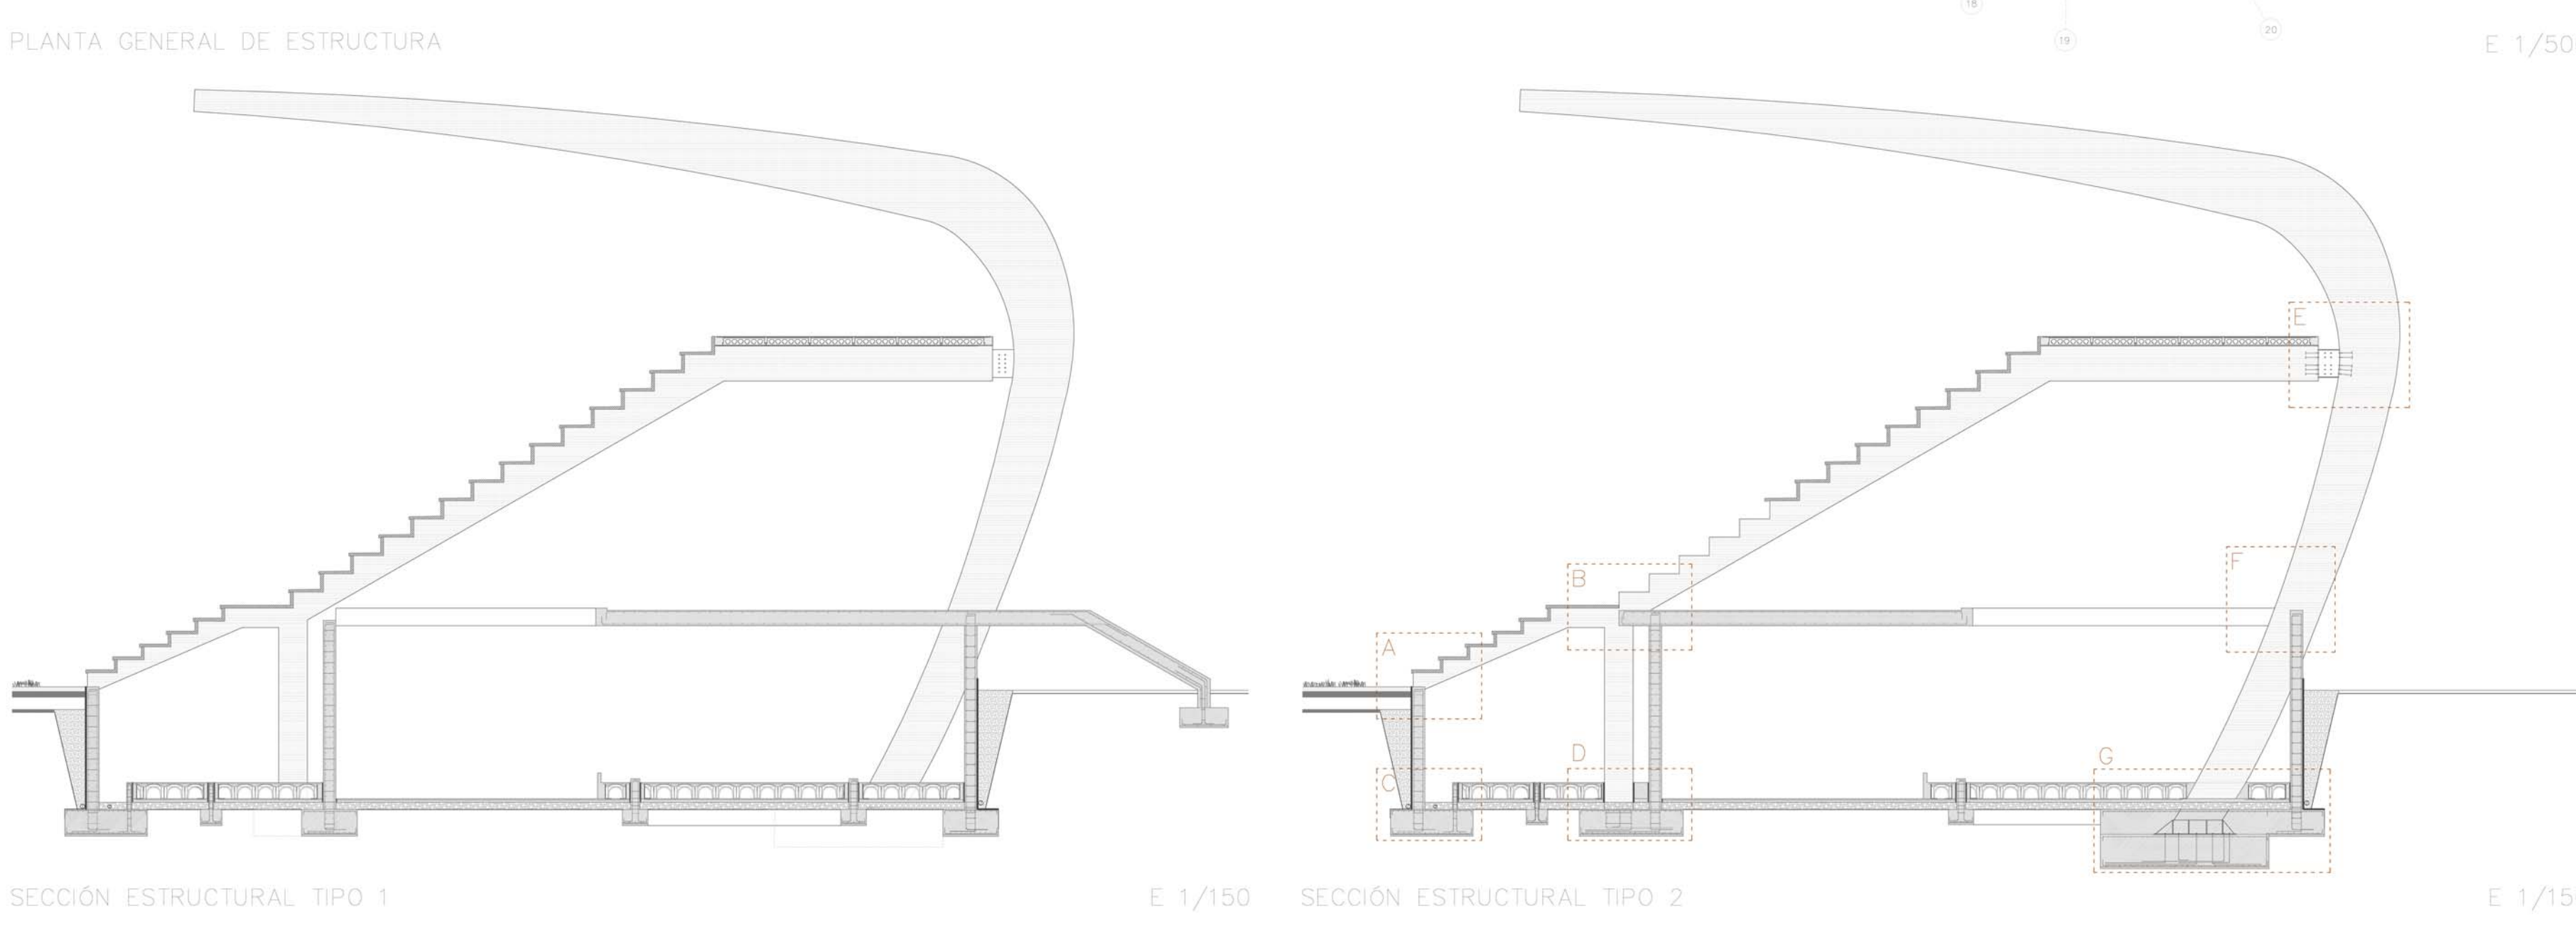 18
19
20
PLANTA GENERAL DE ESTRUCTURA
E 1/50
E
B
F
A
D
G
C
SECCIÓN ESTRUCTURAL TIPO 1
E 1/150
SECCIÓN ESTRUCTURAL TIPO 2
E 1/15